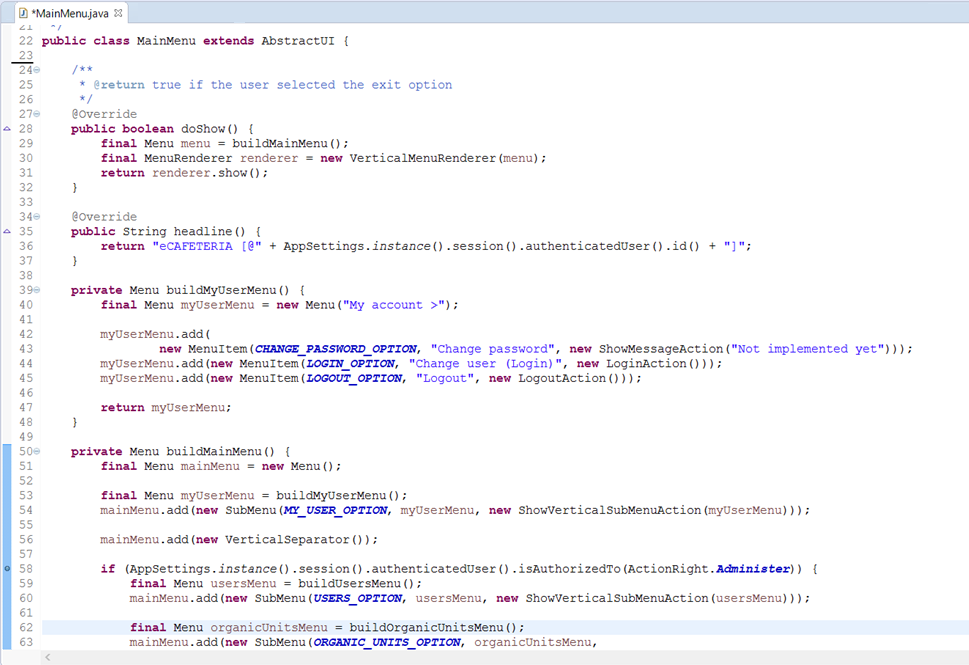 *MainMenu.java
21 */
22 public class MainMenu extends AbstractUI {
23
24 /**
25 * @return true if the user selected the exit option
26 */
27 @Override
28 public boolean doShow() {
29 final Menu menu = buildMainMenu();
30 final MenuRenderer renderer = new VerticalMenuRenderer(menu);
31 return renderer.show();
32 }
33
34 @Override
35 public String headline() {
36 return "eCAFETERIA [@" + AppSettings.instance().session().authenticatedUser().id() + "]";
37 }
38
39 private Menu buildMyUserMenu() {
40 final Menu myUserMenu = new Menu("My account >");
41
42 myUserMenu.add(
43 new MenuItem(CHANGE_PASSWORD_OPTION, "Change password", new ShowMessageAction("Not implemented yet")));
44 myUserMenu.add(new MenuItem(LOGIN_OPTION, "Change user (Login)", new LoginAction()));
45 myUserMenu.add(new MenuItem(LOGOUT_OPTION, "Logout", new LogoutAction()));
46
47 return myUserMenu;
48 }
49
50 private Menu buildMainMenu() {
51 final Menu mainMenu = new Menu();
52
53 final Menu myUserMenu = buildMyUserMenu();
54 mainMenu.add(new SubMenu(MY_USER_OPTION, myUserMenu, new ShowVerticalSubMenuAction(myUserMenu)));
55
56 mainMenu.add(new VerticalSeparator());
57
58 if (AppSettings.instance().session().authenticatedUser().isAuthorizedTo(ActionRight.Administer)) {
59 final Menu usersMenu = buildUsersMenu();
60 mainMenu.add(new SubMenu(USERS_OPTION, usersMenu, new ShowVerticalSubMenuAction(usersMenu)));
61
62 final Menu organicUnitsMenu = buildOrganicUnitsMenu();
63 mainMenu.add(new SubMenu(ORGANIC_UNITS_OPTION, organicUnitsMenu,